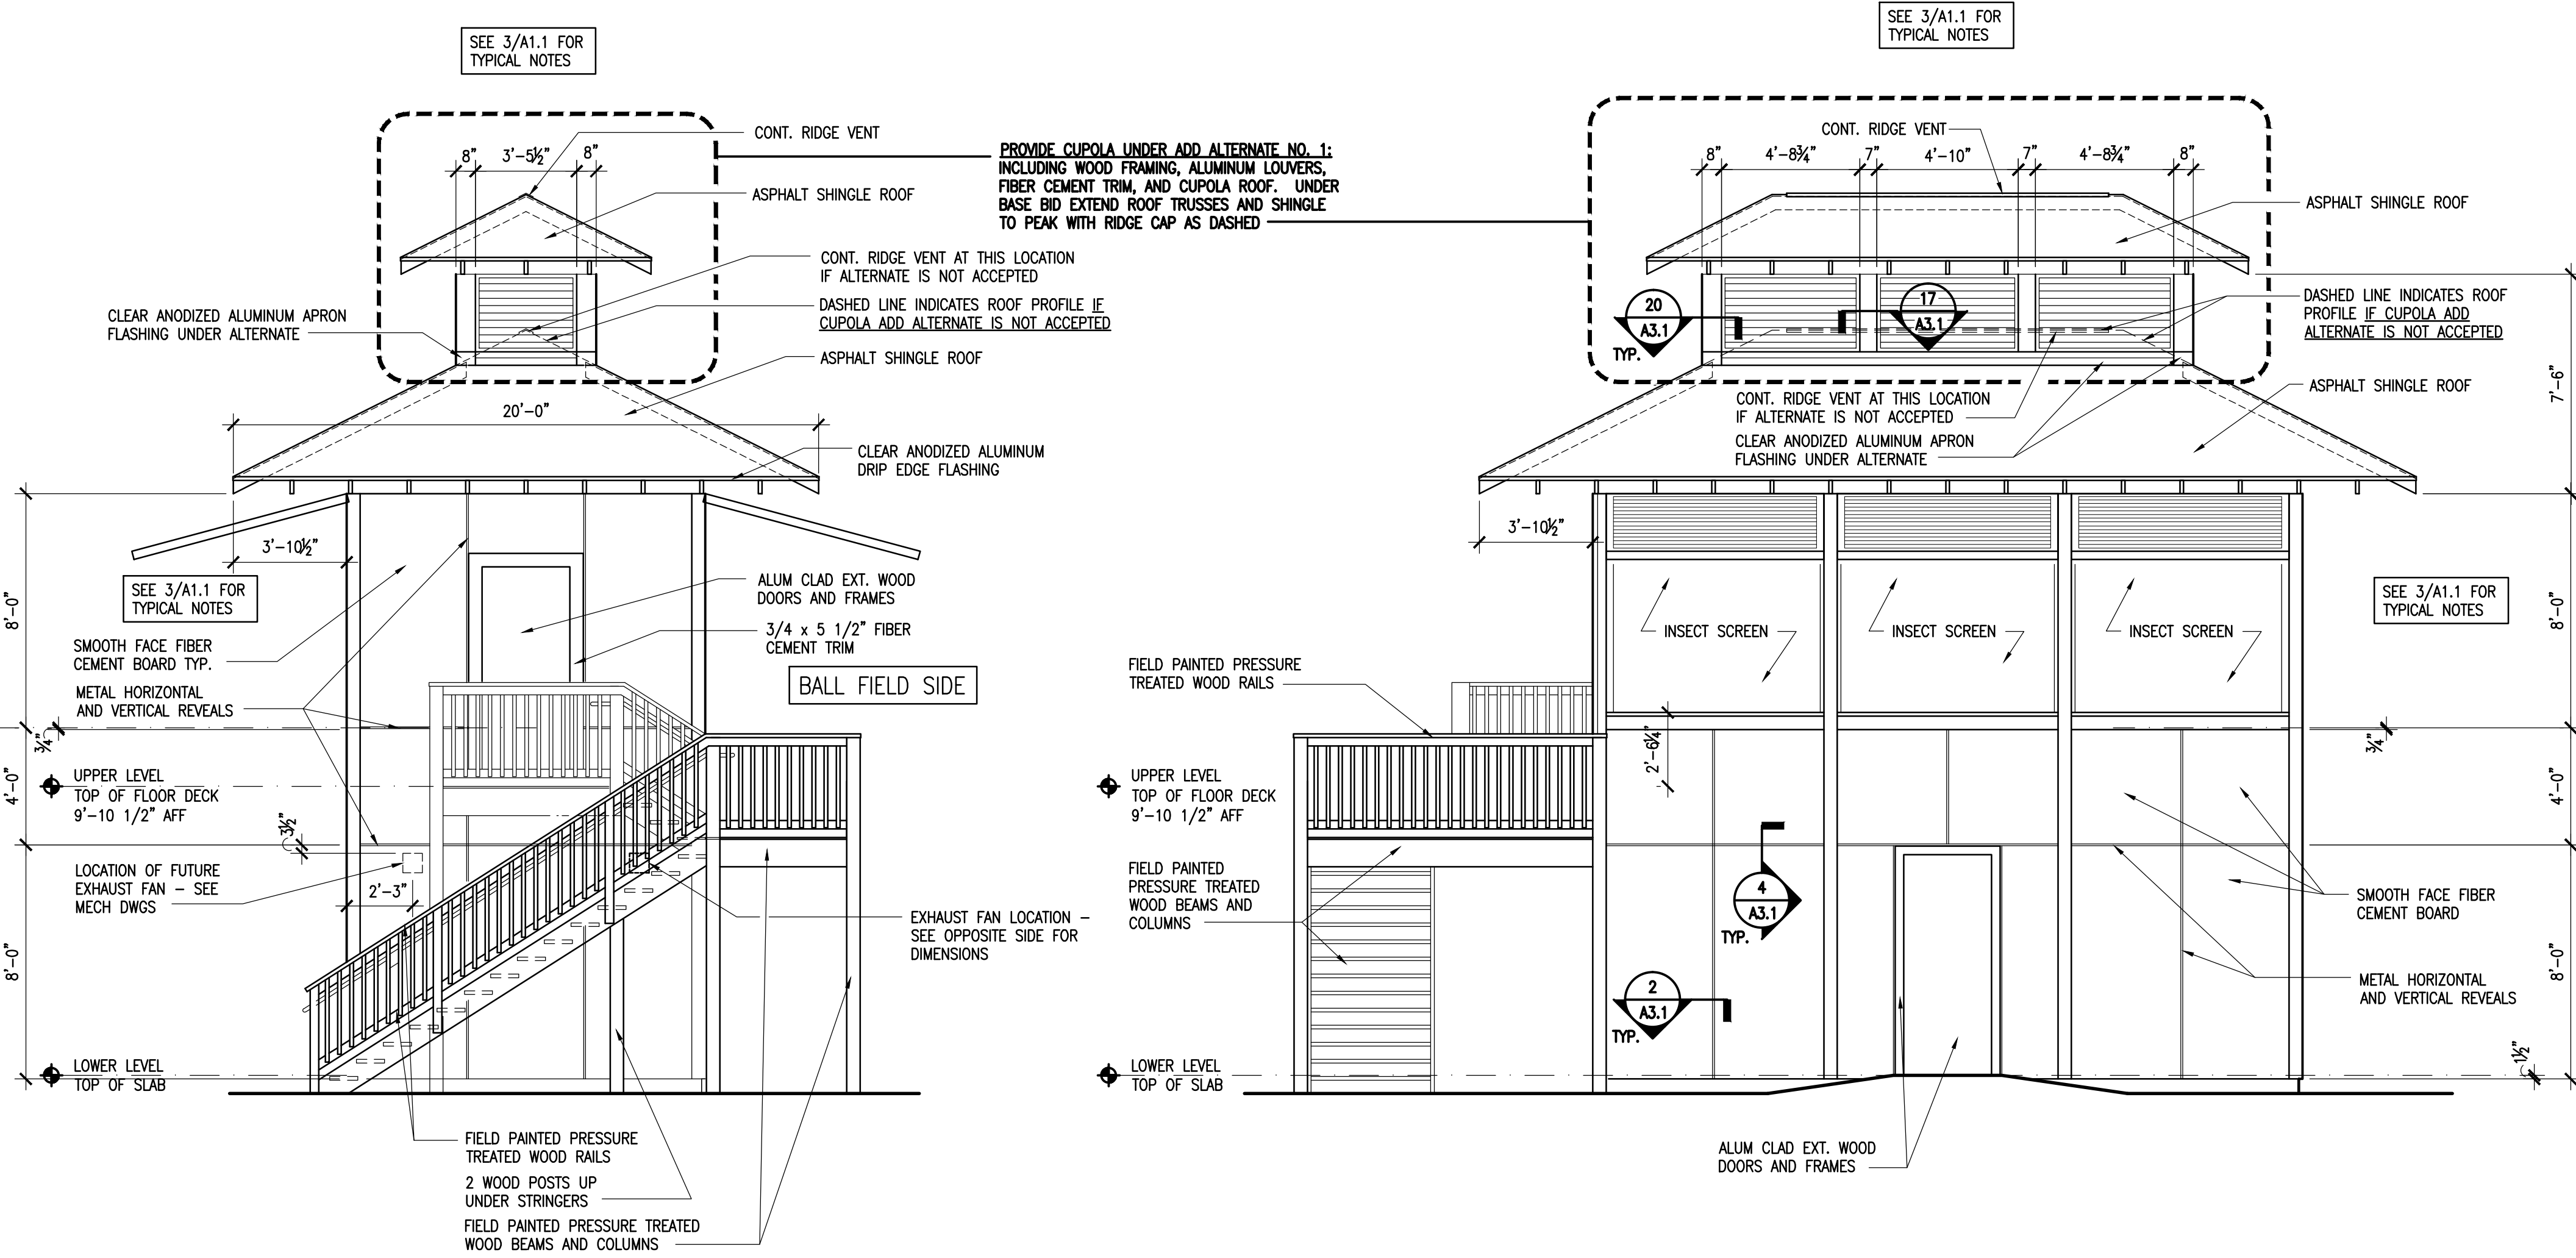 SEE 3/A1.1 FOR
TYPICAL NOTES
CONT. RIDGE VENT
8"
3'-5½"
8"
ASPHALT SHINGLE ROOF
PROVIDE CUPOLA UNDER ADD ALTERNATE NO. 1:
INCLUDING WOOD FRAMING, ALUMINUM LOUVERS,
FIBER CEMENT TRIM, AND CUPOLA ROOF. UNDER
BASE BID EXTEND ROOF TRUSSES AND SHINGLE
TO PEAK WITH RIDGE CAP AS DASHED
CONT. RIDGE VENT AT THIS LOCATION
IF ALTERNATE IS NOT ACCEPTED
DASHED LINE INDICATES ROOF PROFILE IF
CUPOLA ADD ALTERNATE IS NOT ACCEPTED
CLEAR ANODIZED ALUMINUM APRON
FLASHING UNDER ALTERNATE
ASPHALT SHINGLE ROOF
20'-0"
CLEAR ANODIZED ALUMINUM
DRIP EDGE FLASHING
3'-10½"
SEE 3/A1.1 FOR
TYPICAL NOTES
8'-0"
ALUM CLAD EXT. WOOD
DOORS AND FRAMES
3/4 x 5 1/2" FIBER
CEMENT TRIM
SMOOTH FACE FIBER
CEMENT BOARD TYP.
BALL FIELD SIDE
METAL HORIZONTAL
AND VERTICAL REVEALS
¾"
UPPER LEVEL
TOP OF FLOOR DECK
9'-10 1/2" AFF
4'-0"
3½"
LOCATION OF FUTURE
EXHAUST FAN - SEE
MECH DWGS
2'-3"
EXHAUST FAN LOCATION -
SEE OPPOSITE SIDE FOR
DIMENSIONS
8'-0"
LOWER LEVEL
TOP OF SLAB
FIELD PAINTED PRESSURE
TREATED WOOD RAILS
2 WOOD POSTS UP
UNDER STRINGERS
FIELD PAINTED PRESSURE TREATED
WOOD BEAMS AND COLUMNS
SEE 3/A1.1 FOR
TYPICAL NOTES
CONT. RIDGE VENT
8"
4'-8¾"
7"
4'-10"
7"
4'-8¾"
8"
ASPHALT SHINGLE ROOF
20
A3.1
TYP.
17
A3.1
DASHED LINE INDICATES ROOF
PROFILE IF CUPOLA ADD
ALTERNATE IS NOT ACCEPTED
7'-6"
ASPHALT SHINGLE ROOF
CONT. RIDGE VENT AT THIS LOCATION
IF ALTERNATE IS NOT ACCEPTED
CLEAR ANODIZED ALUMINUM APRON
FLASHING UNDER ALTERNATE
3'-10½"
SEE 3/A1.1 FOR
TYPICAL NOTES
8'-0"
INSECT SCREEN
INSECT SCREEN
INSECT SCREEN
FIELD PAINTED PRESSURE
TREATED WOOD RAILS
2'-6¼"
¾"
UPPER LEVEL
TOP OF FLOOR DECK
9'-10 1/2" AFF
4'-0"
FIELD PAINTED
PRESSURE TREATED
WOOD BEAMS AND
COLUMNS
4
A3.1
TYP.
SMOOTH FACE FIBER
CEMENT BOARD
8'-0"
METAL HORIZONTAL
AND VERTICAL REVEALS
2
A3.1
TYP.
LOWER LEVEL
TOP OF SLAB
1½"
ALUM CLAD EXT. WOOD
DOORS AND FRAMES